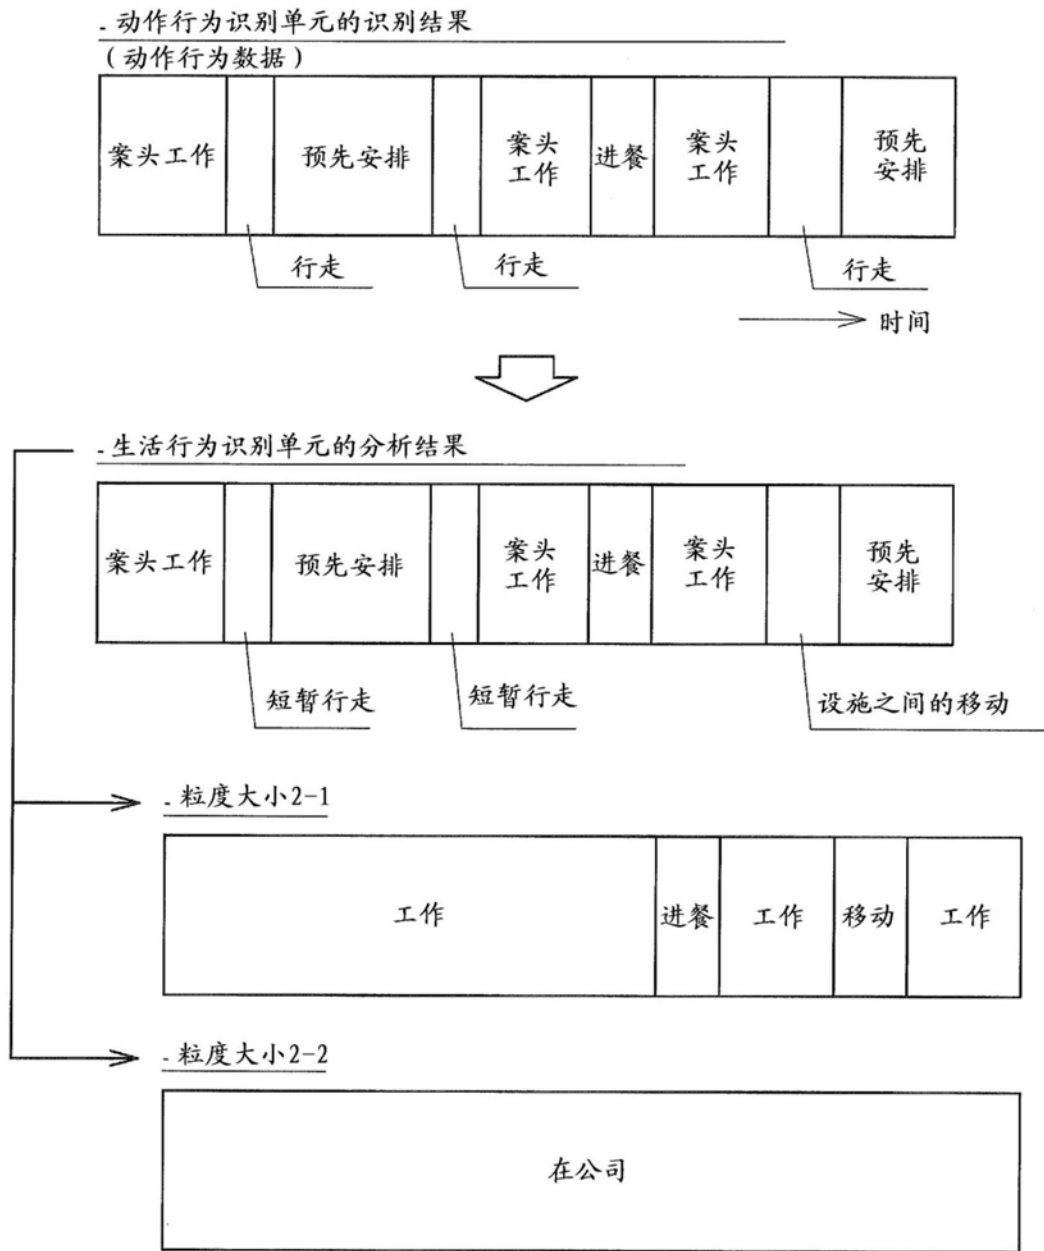 - 动作行为识别单元的识别结果
(动作行为数据)
案头工作
预先安排
案头
工作
进餐
案头
工作
预先
安排
行走
行走
行走
时间
- 生活行为识别单元的分析结果
案头工作
预先安排
案头
工作
进餐
案头
工作
预先
安排
短暂行走
短暂行走
设施之间的移动
- 粒度大小2-1
工作
进餐
工作
移动
工作
- 粒度大小2-2
在公司